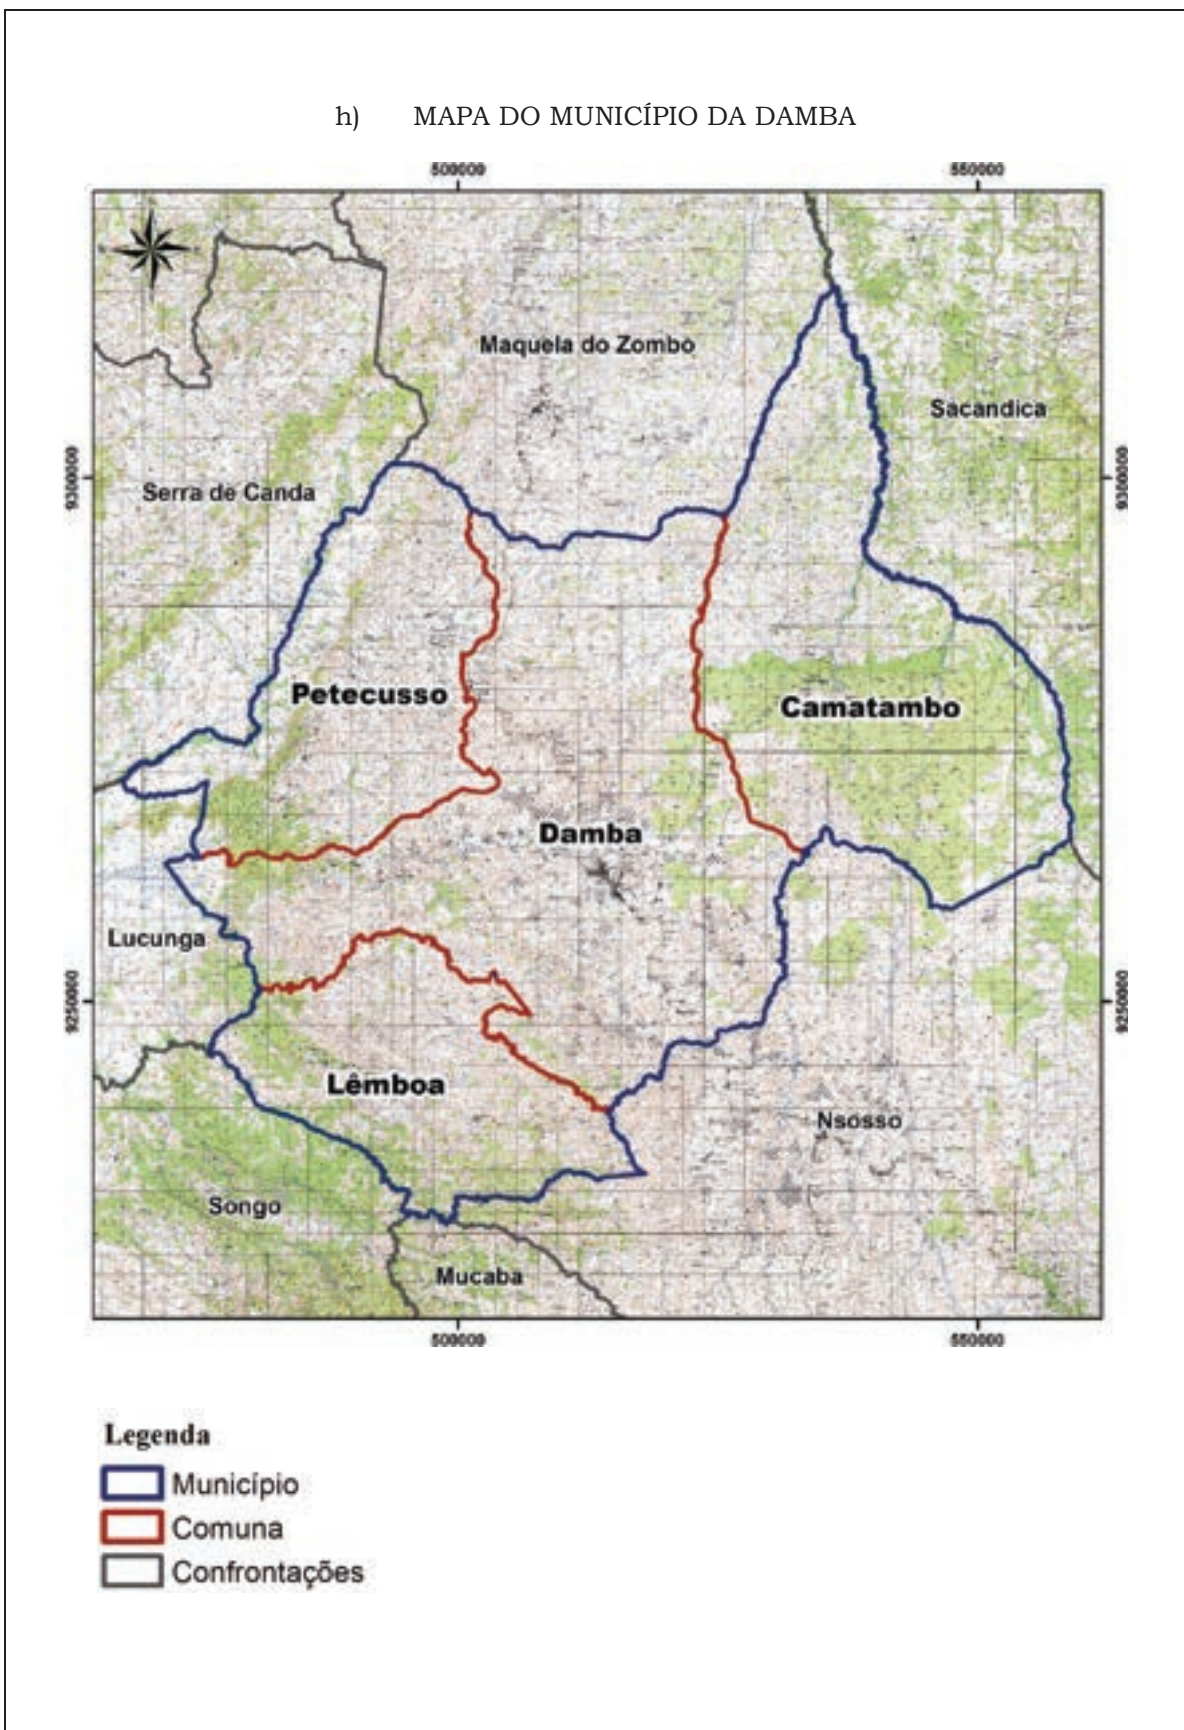 h) MAPA DO MUNICÍPIO DA DAMBA
500000 550000
Maquela do Zombo
Sacandica
9300000 9300000
Serra de Canda
Petecusso
Camatambo
Damba
Lucunga
9250000 9250000
Lêmboa
Nsosso
Songo
Mucaba
500000 550000
Legenda
Município
Comuna
Confrontações